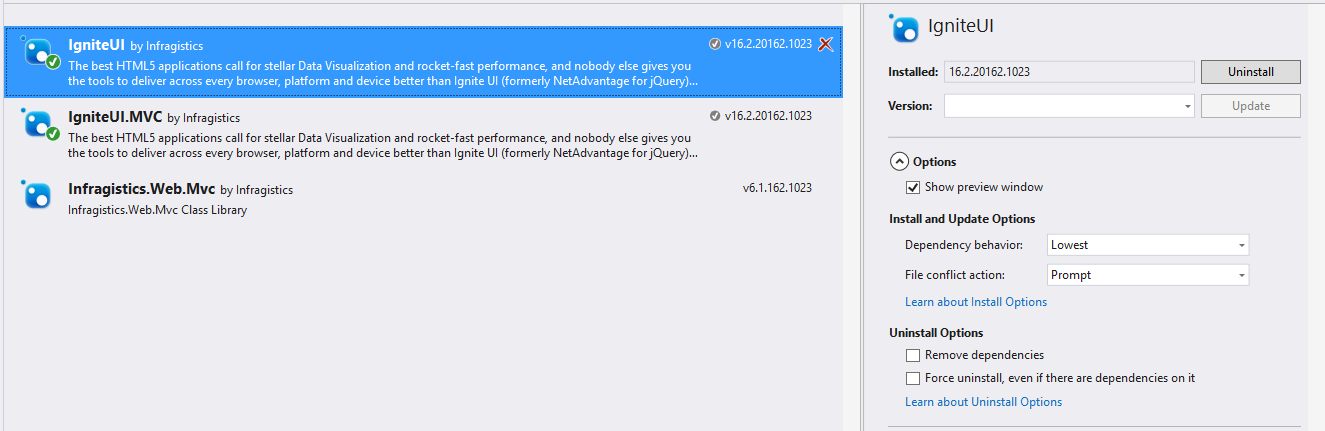 IgniteUI by Infragistics v16.2.20162.1023
The best HTML5 applications call for stellar Data Visualization and rocket-fast performance, and nobody else gives you
the tools to deliver across every browser, platform and device better than Ignite UI (formerly NetAdvantage for jQuery)...
IgniteUI.MVC by Infragistics v16.2.20162.1023
The best HTML5 applications call for stellar Data Visualization and rocket-fast performance, and nobody else gives you
the tools to deliver across every browser, platform and device better than Ignite UI (formerly NetAdvantage for jQuery)...
Infragistics.Web.Mvc by Infragistics v6.1.162.1023
Infragistics.Web.Mvc Class Library
IgniteUI
Installed: 16.2.20162.1023 Uninstall
Version: Update
Options
Show preview window
Install and Update Options
Dependency behavior: Lowest
File conflict action: Prompt
Learn about Install Options
Uninstall Options
Remove dependencies
Force uninstall, even if there are dependencies on it
Learn about Uninstall Options